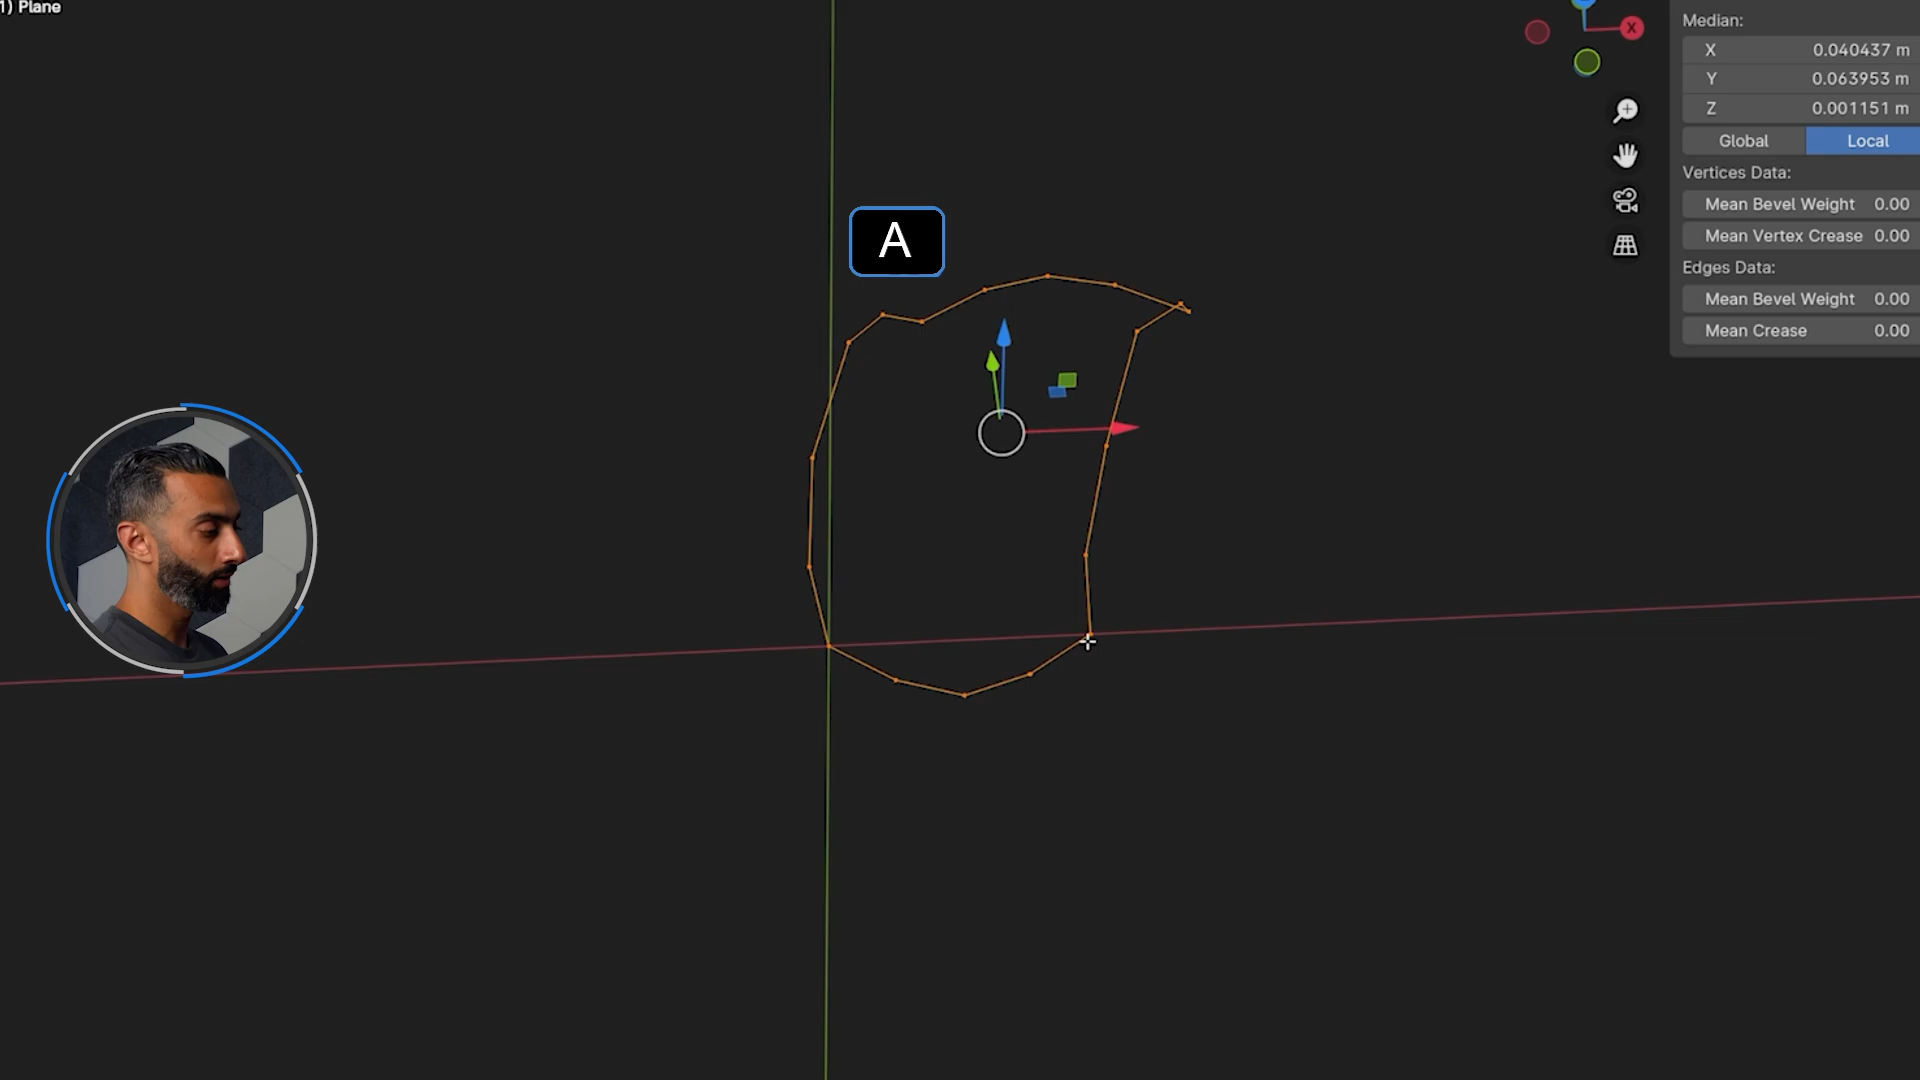 1) Plane
Median:
X 0.040437 m
Y 0.063953 m
Z 0.001151 m
Global Local
Vertices Data:
Mean Bevel Weight 0.00
Mean Vertex Crease 0.00
Edges Data:
Mean Bevel Weight 0.00
Mean Crease 0.00
X
A